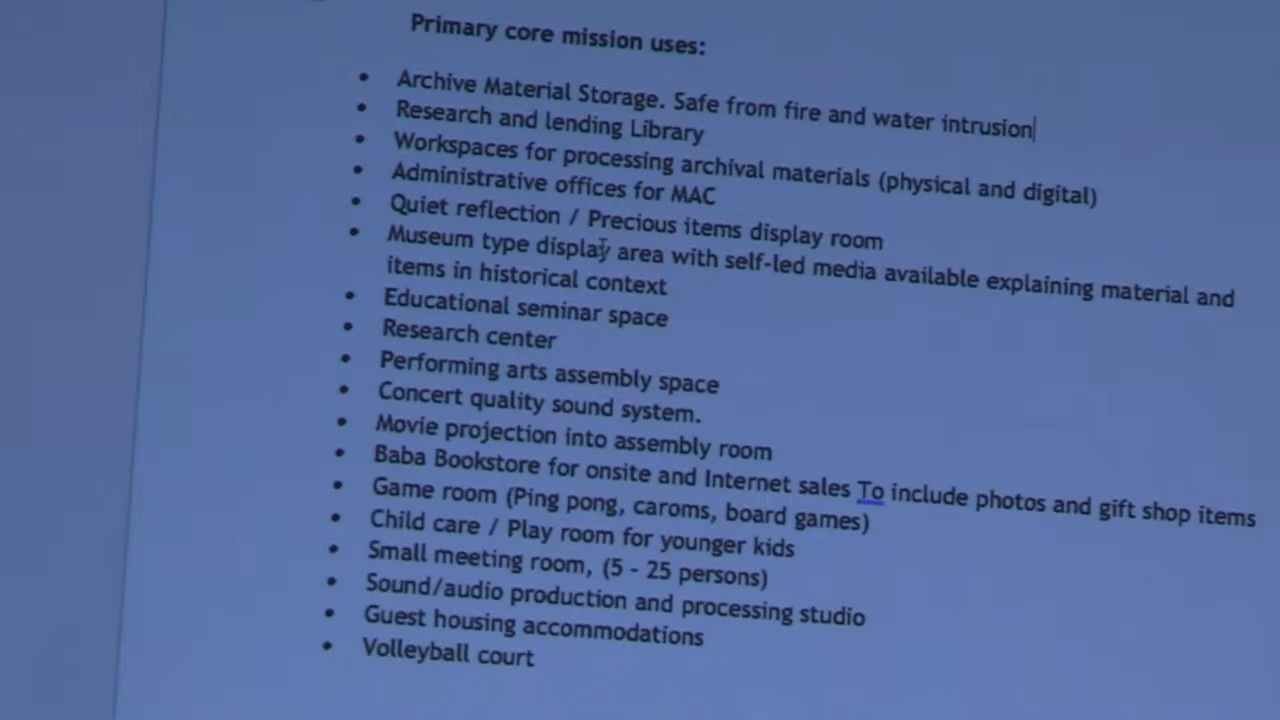 Primary core mission uses:
• Archive Material Storage. Safe from fire and water intrusion
• Research and lending Library
• Workspaces for processing archival materials (physical and digital)
• Administrative offices for MAC
• Quiet reflection / Precious items display room
• Museum type display area with self-led media available explaining material and
items in historical context
• Educational seminar space
• Research center
• Performing arts assembly space
• Concert quality sound system.
• Movie projection into assembly room
• Baba Bookstore for onsite and Internet sales To include photos and gift shop items
• Game room (Ping pong, caroms, board games)
• Child care / Play room for younger kids
• Small meeting room, (5 - 25 persons)
• Sound/audio production and processing studio
• Guest housing accommodations
• Volleyball court